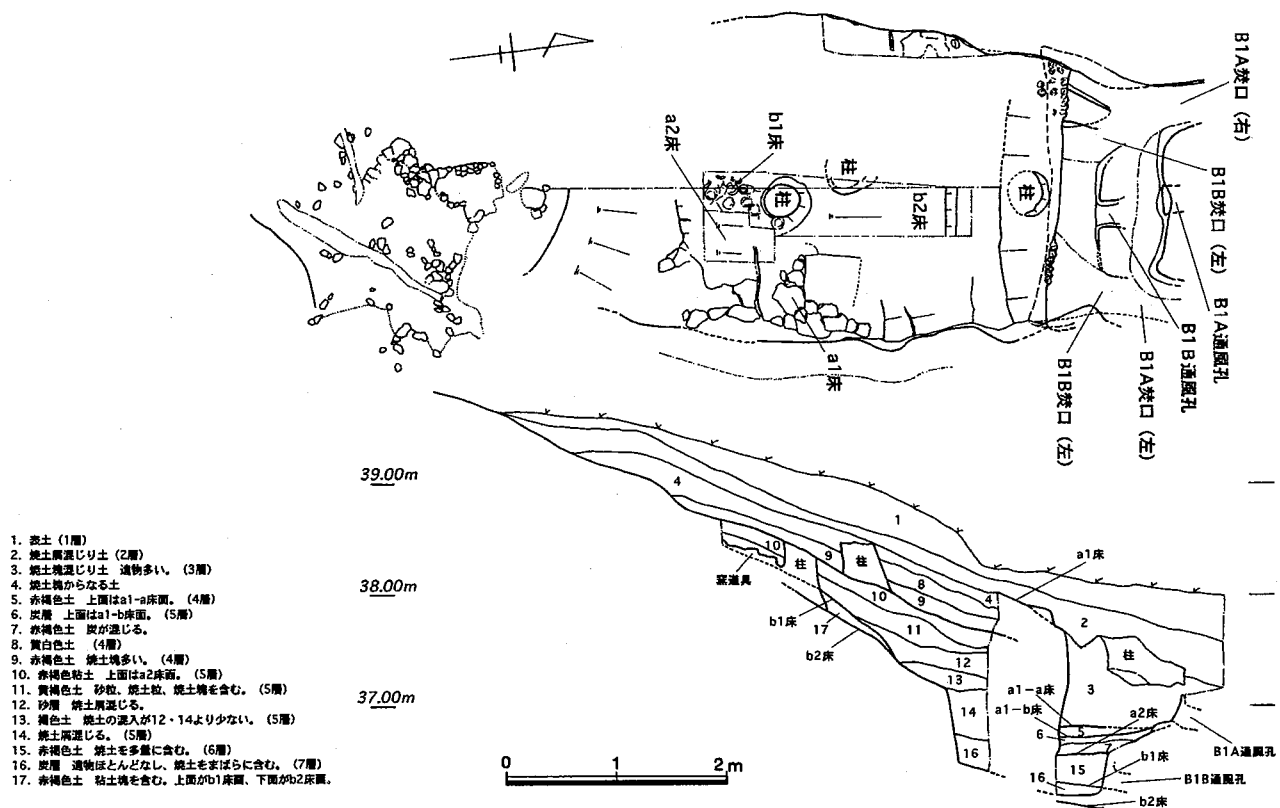 B1A焚口（右）
B1B焚口（左）
B1A通風孔
B1B通風孔
B1A焚口（左）
B1B焚口（左）
b1床
a2床
柱
柱
b2床
柱
a1床
39.00m
38.00m
37.00m
4
1
10
柱
9
柱
窯道具
8
9
4
10
11
b1床
17
b2床
12
13
14
16
a1床
2
柱
3
a1-a床
a1-b床
5
6
a2床
15
b1床
16
b2床
B1A通風孔
B1B通風孔
0 1 2m
1. 表土（1層）
2. 焼土屑混じり土（2層）
3. 焼土塊混じり土 遺物多い。（3層）
4. 焼土塊からなる土
5. 赤褐色土 上面はa1-a床面。（4層）
6. 炭層 上面はa1-b床面。（5層）
7. 赤褐色土 炭が混じる。
8. 黄白色土 （4層）
9. 赤褐色土 焼土塊多い。（4層）
10. 赤褐色粘土 上面はa2床面。（5層）
11. 黄褐色土 砂粒、焼土粒、焼土塊を含む。（5層）
12. 砂層 焼土屑混じる。
13. 褐色土 焼土の混入が12・14より少ない。（5層）
14. 焼土屑混じる。（5層）
15. 赤褐色土 焼土を多量に含む。（6層）
16. 炭層 遺物ほとんどなし、焼土をまばらに含む。（7層）
17. 赤褐色土 粘土塊を含む。上面がb1床面、下面がb2床面。